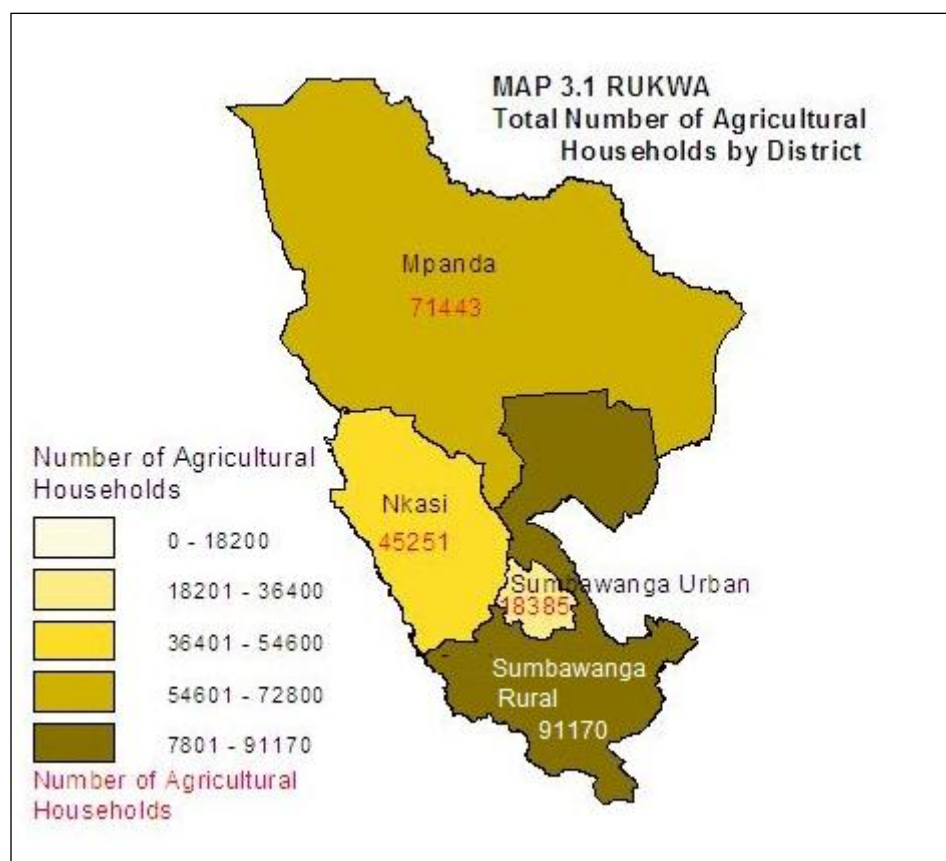 MAP 3.1 RUKWA
Total Number of Agricultural
Households by District
Mpanda
71443
Nkasi
45251
Sumbawanga Urban
18385
Sumbawanga
Rural
91170
Number of Agricultural
Households
0 - 18200
18201 - 36400
36401 - 54600
54601 - 72800
7801 - 91170
Number of Agricultural
Households